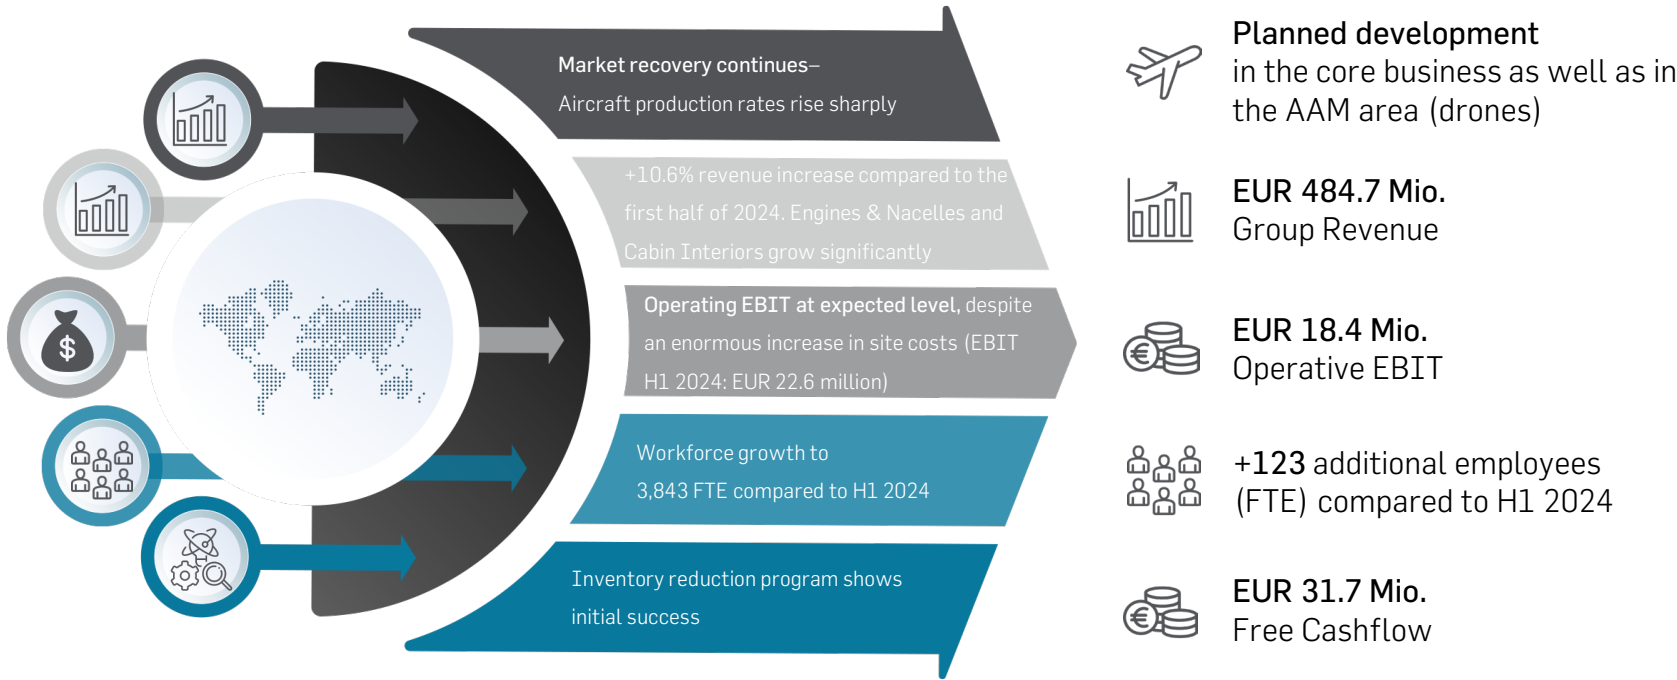 Market recovery continues–
Aircraft production rates rise sharply
+10.6% revenue increase compared to the
first half of 2024. Engines & Nacelles and
Cabin Interiors grow significantly
Operating EBIT at expected level, despite
an enormous increase in site costs (EBIT
H1 2024: EUR 22.6 million)
Workforce growth to
3,843 FTE compared to H1 2024
Inventory reduction program shows
initial success
Planned development
in the core business as well as in
the AAM area (drones)
EUR 484.7 Mio.
Group Revenue
EUR 18.4 Mio.
Operative EBIT
+123 additional employees
(FTE) compared to H1 2024
EUR 31.7 Mio.
Free Cashflow